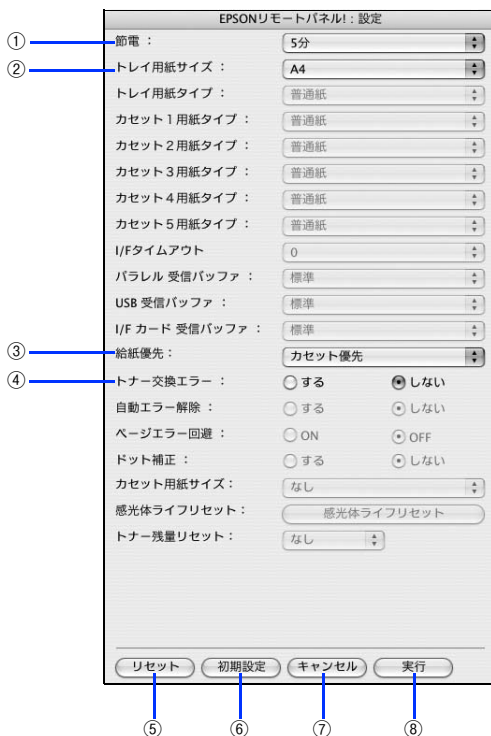 EPSONリモートパネル! : 設定
① 節電 : 5分
② トレイ用紙サイズ : A4
トレイ用紙タイプ : 普通紙
カセット1用紙タイプ : 普通紙
カセット2用紙タイプ : 普通紙
カセット3用紙タイプ : 普通紙
カセット4用紙タイプ : 普通紙
カセット5用紙タイプ : 普通紙
I/Fタイムアウト 0
パラレル 受信バッファ : 標準
USB 受信バッファ : 標準
I/F カード 受信バッファ : 標準
③ 給紙優先 : カセット優先
④ トナー交換エラー : する しない
自動エラー解除 : する しない
ページエラー回避 : ON OFF
ドット補正 : する しない
カセット用紙サイズ : なし
感光体ライフリセット : 感光体ライフリセット
トナー残量リセット : なし
リセット 初期設定 キャンセル 実行
⑤ ⑥ ⑦ ⑧